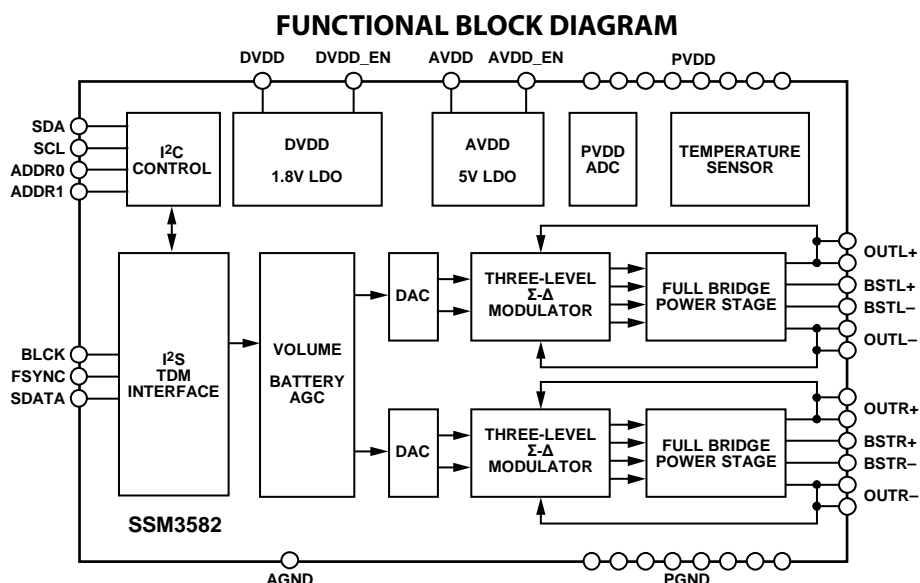 FUNCTIONAL BLOCK DIAGRAM
DVDD
DVDD_EN
AVDD
AVDD_EN
PVDD
SDA
SCL
ADDR0
ADDR1
I²C
CONTROL
DVDD
1.8V LDO
AVDD
5V LDO
PVDD
ADC
TEMPERATURE
SENSOR
BLCK
FSYNC
SDATA
I²S
TDM
INTERFACE
VOLUME
BATTERY
AGC
DAC
THREE-LEVEL
Σ-Δ
MODULATOR
FULL BRIDGE
POWER STAGE
OUTL+
BSTL+
BSTL–
OUTL–
DAC
THREE-LEVEL
Σ-Δ
MODULATOR
FULL BRIDGE
POWER STAGE
OUTR+
BSTR+
BSTR–
OUTR–
SSM3582
AGND
PGND